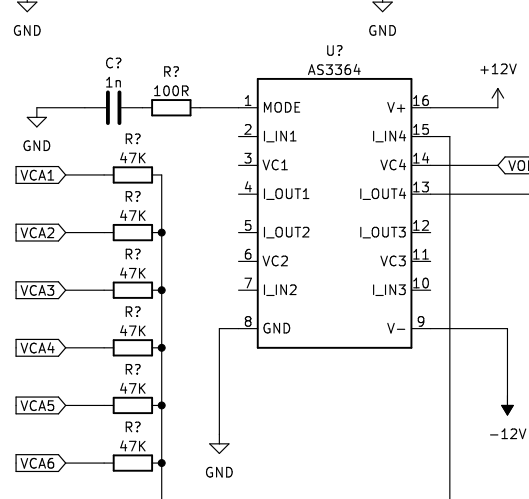 GND
GND
C?
1n
R?
100R
U?
AS3364
+12V
GND
1
MODE
V+
16
2
I_IN1
I_IN4
15
3
VC1
VC4
14
4
I_OUT1
I_OUT4
13
5
I_OUT2
I_OUT3
12
6
VC2
VC3
11
7
I_IN2
I_IN3
10
8
GND
V-
9
VCA1
R?
47K
VCA2
R?
47K
VCA3
R?
47K
VCA4
R?
47K
VCA5
R?
47K
VCA6
R?
47K
GND
-12V